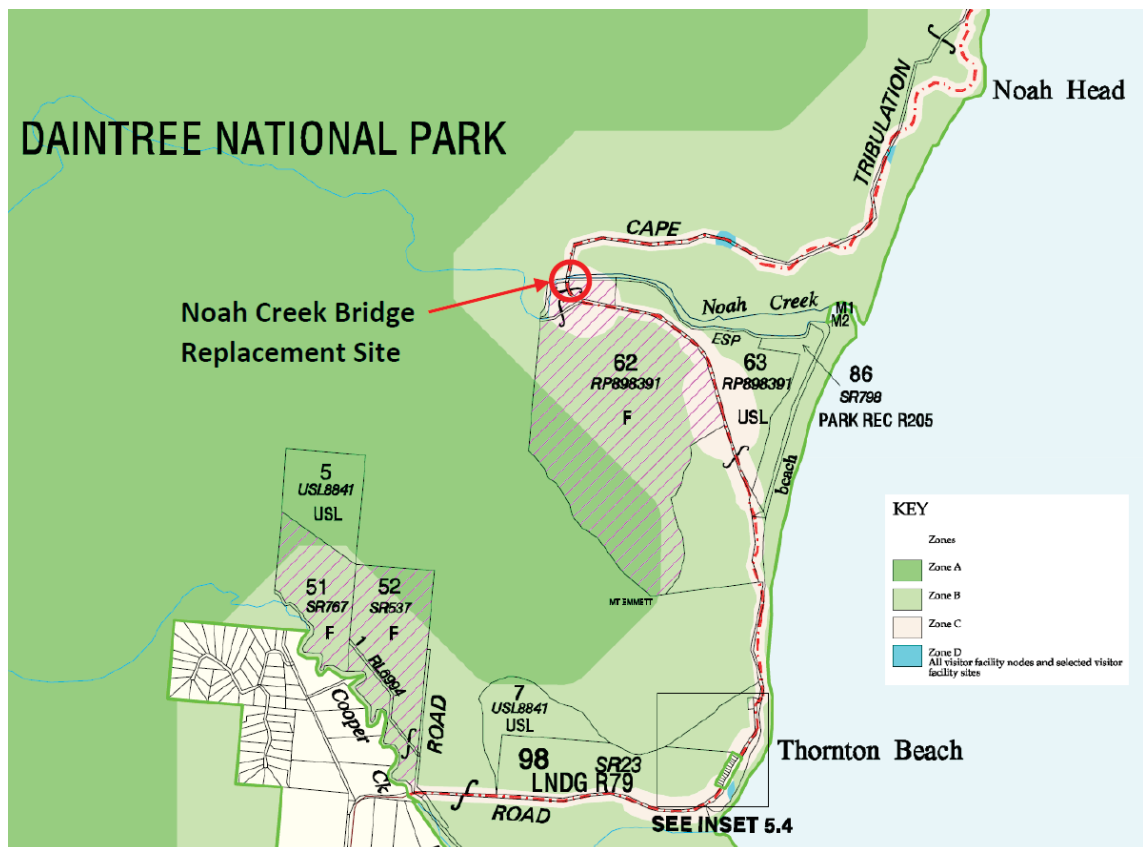 Noah Head
DAINTREE NATIONAL PARK
TRIBULATION
CAPE
Noah Creek Bridge
Replacement Site
Noah Creek
M1
M2
ESP
62
RP898391
F
63
RP898391
USL
86
SR798
PARK REC R205
beach
5
USL8841
USL
51
SR767
F
52
SR537
F
1
RL6994
MT EMMETT
KEY
Zones
Zone A
Zone B
Zone C
Zone D
All visitor facility nodes and selected visitor
facility sites
Cooper
Ck
ROAD
7
USL8841
USL
98
SR23
LNDG R79
ROAD
Thornton Beach
SEE INSET 5.4